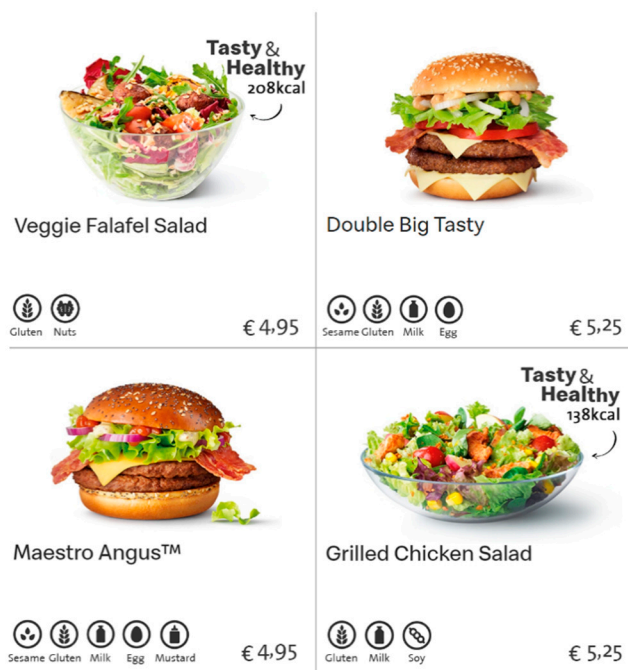 Tasty &
Healthy
208kcal
Veggie Falafel Salad
Gluten Nuts
€ 4,95
Double Big Tasty
Sesame Gluten Milk Egg
€ 5,25
Maestro Angus™
Sesame Gluten Milk Egg Mustard
€ 4,95
Tasty &
Healthy
138kcal
Grilled Chicken Salad
Gluten Milk Soy
€ 5,25